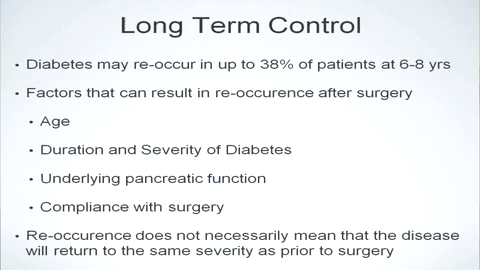 Long Term Control
• Diabetes may re-occur in up to 38% of patients at 6-8 yrs
• Factors that can result in re-occurence after surgery
• Age
• Duration and Severity of Diabetes
• Underlying pancreatic function
• Compliance with surgery
• Re-occurence does not necessarily mean that the disease
will return to the same severity as prior to surgery